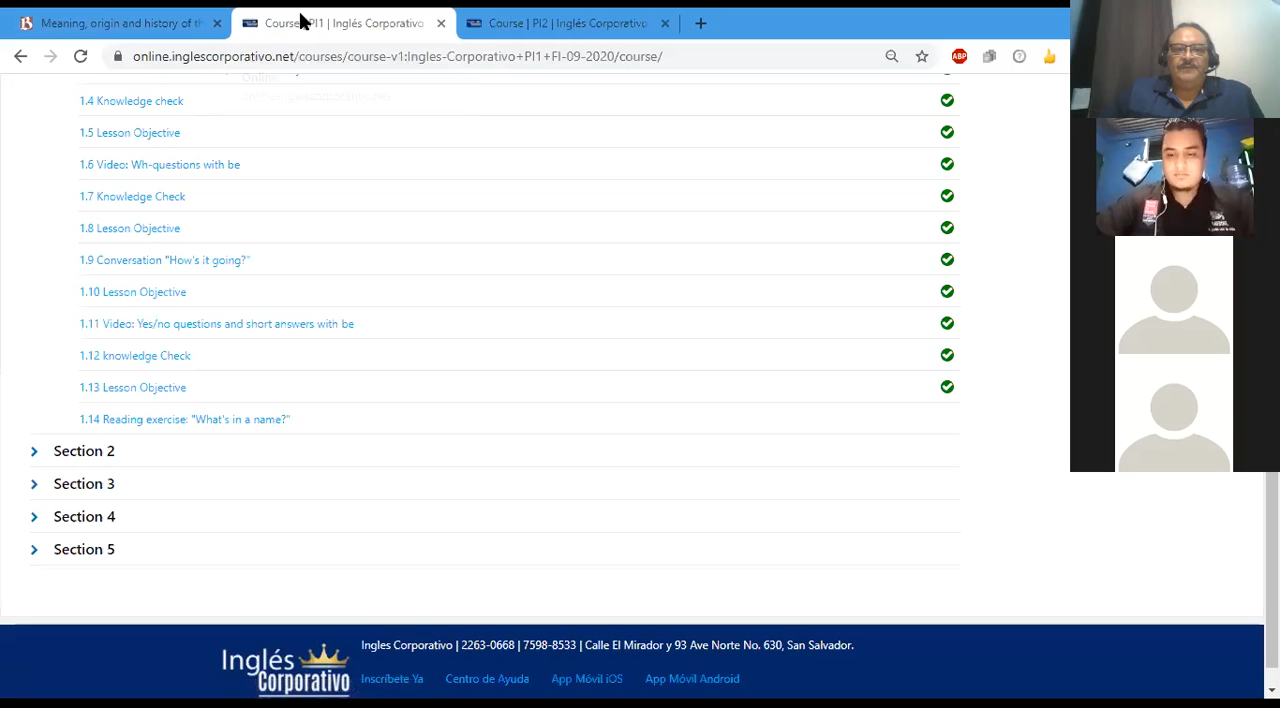 Meaning, origin and history of th
Course | PI1 | Inglés Corporativo
Course | PI2 | Inglés Corporativo
online.inglescorporativo.net/courses/course-v1:Ingles-Corporativo+PI1+FI-09-2020/course/
ABP
Online
1.4 Knowledge check
1.5 Lesson Objective
1.6 Video: Wh-questions with be
1.7 Knowledge Check
1.8 Lesson Objective
1.9 Conversation "How's it going?"
1.10 Lesson Objective
1.11 Video: Yes/no questions and short answers with be
1.12 knowledge Check
1.13 Lesson Objective
1.14 Reading exercise: "What's in a name?"
Section 2
Section 3
Section 4
Section 5
Inglés Corporativo
Ingles Corporativo | 2263-0668 | 7598-8533 | Calle El Mirador y 93 Ave Norte No. 630, San Salvador.
Inscríbete Ya Centro de Ayuda App Móvil iOS App Móvil Android